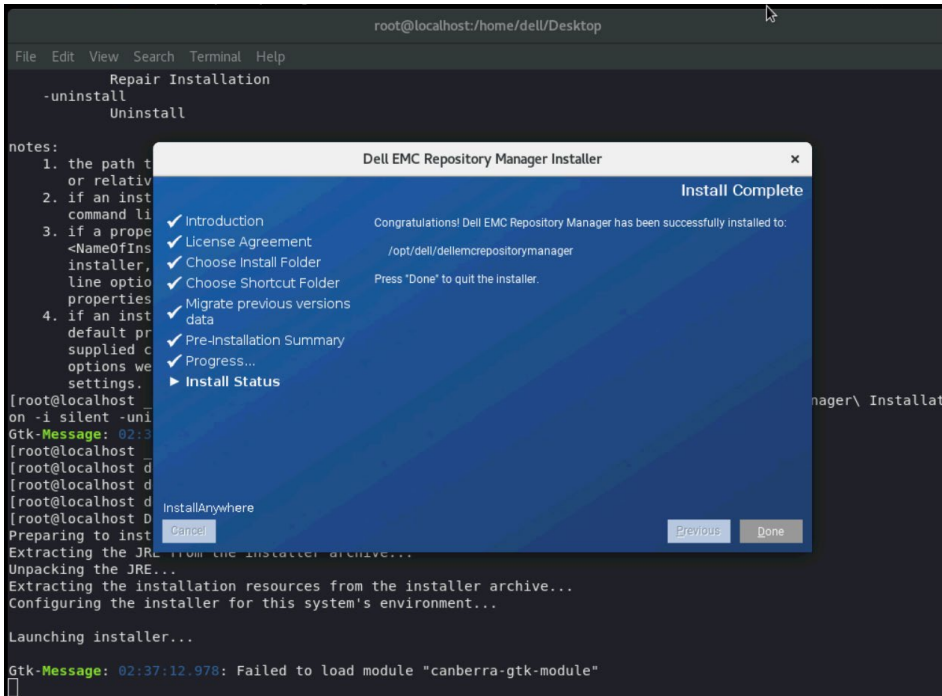 root@localhost:/home/dell/Desktop
File Edit View Search Terminal Help
Repair Installation
-uninstall
Uninstall
notes:
1. the path t
or relativ
2. if an inst
command li
3. if a prope
<NameOfIns
installer,
line optio
properties
4. if an inst
default pr
supplied c
options we
settings.
[root@localhost _ nager\ Installat
on -i silent -uni
Gtk-Message: 02:3
[root@localhost _
[root@localhost d
[root@localhost d
[root@localhost d
[root@localhost D
Preparing to inst
Extracting the JRE from the installer archive...
Unpacking the JRE...
Extracting the installation resources from the installer archive...
Configuring the installer for this system's environment...
Launching installer...
Gtk-Message: 02:37:12.978: Failed to load module "canberra-gtk-module"
Dell EMC Repository Manager Installer
Install Complete
Introduction
License Agreement
Choose Install Folder
Choose Shortcut Folder
Migrate previous versions
data
Pre-Installation Summary
Progress...
Install Status
Congratulations! Dell EMC Repository Manager has been successfully installed to:
/opt/dell/dellemcrepositorymanager
Press "Done" to quit the installer.
InstallAnywhere
Cancel
Previous
Done